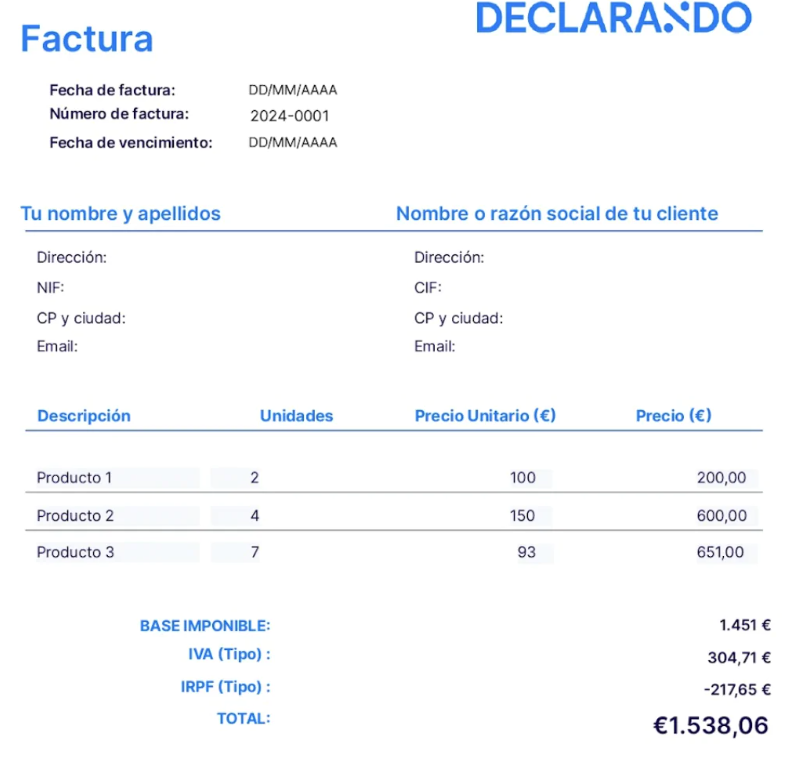 DECLARANDO
Factura
Fecha de factura: DD/MM/AAAA
Número de factura: 2024-0001
Fecha de vencimiento: DD/MM/AAAA
Tu nombre y apellidos Nombre o razón social de tu cliente
Dirección: Dirección:
NIF: CIF:
CP y ciudad: CP y ciudad:
Email: Email:
Descripción Unidades Precio Unitario (€) Precio (€)
Producto 1 2 100 200,00
Producto 2 4 150 600,00
Producto 3 7 93 651,00
BASE IMPONIBLE: 1.451 €
IVA (Tipo) : 304,71 €
IRPF (Tipo) : -217,65 €
TOTAL: €1.538,06